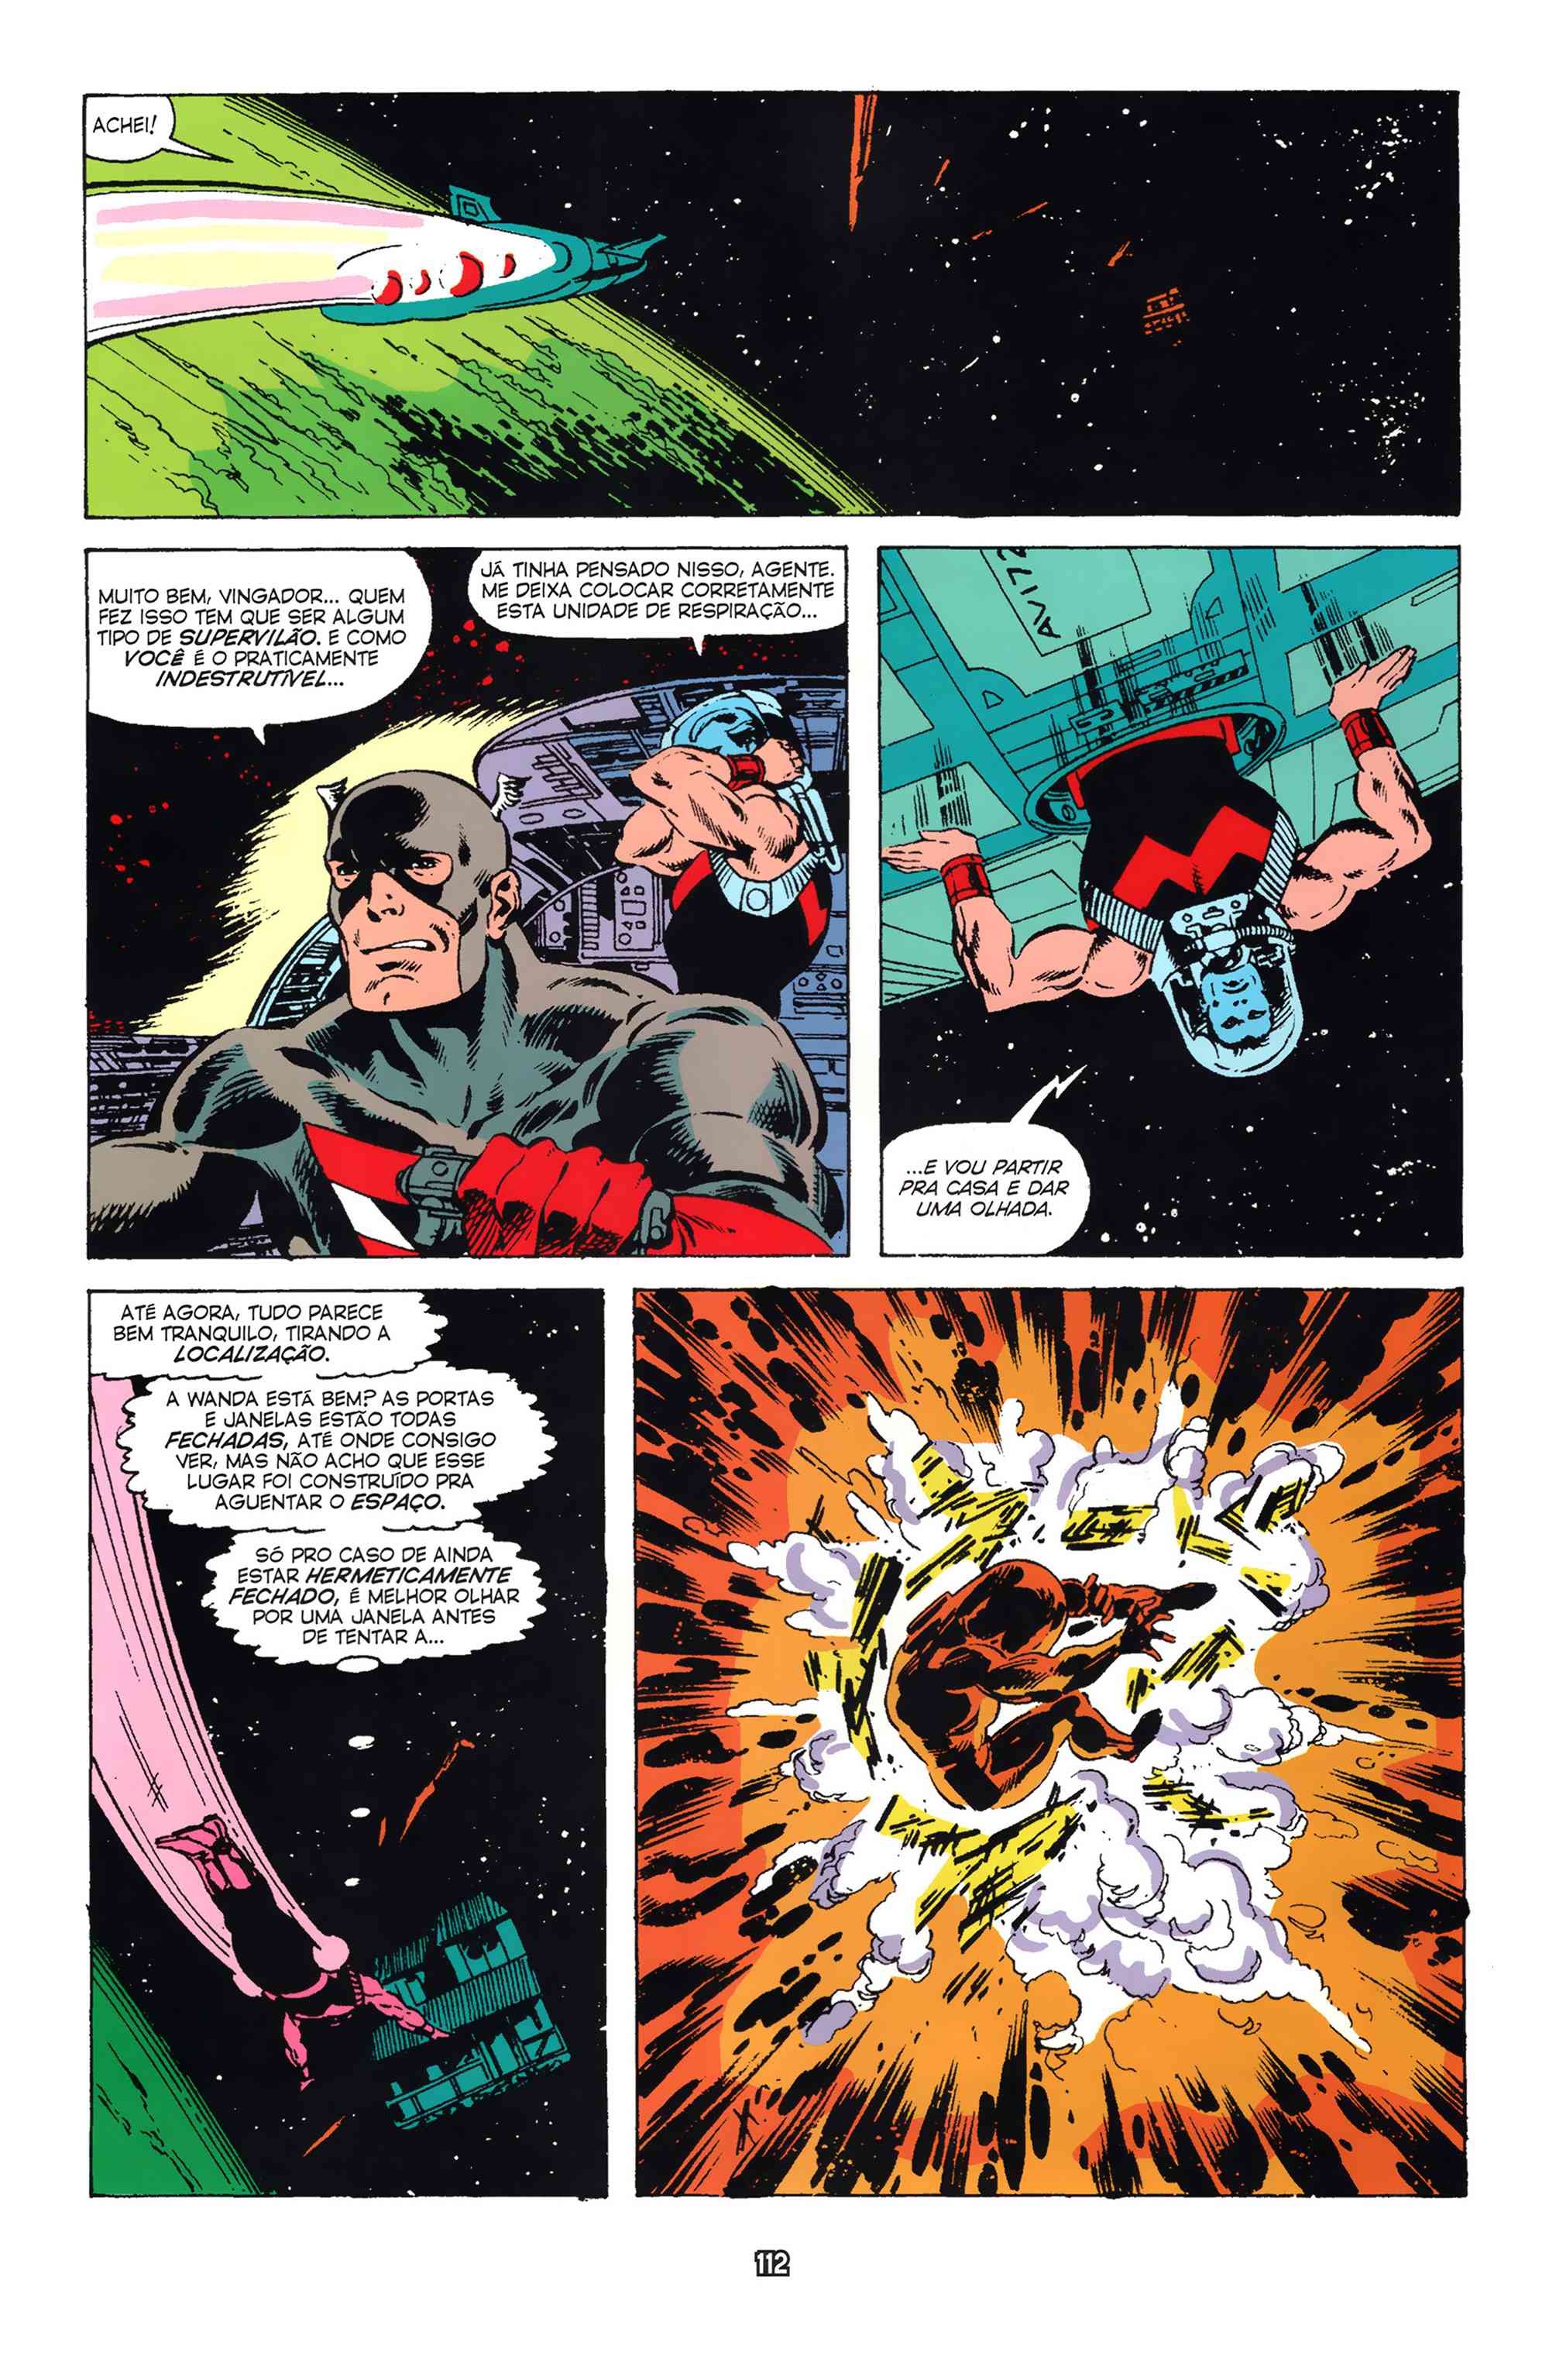 ACHEI!
MUITO BEM, VINGADOR... QUEM
FEZ ISSO TEM QUE SER ALGUM
TIPO DE SUPERVILÃO. E COMO
VOCÊ É O PRATICAMENTE
INDESTRUTÍVEL...
JÁ TINHA PENSADO NISSO, AGENTE.
ME DEIXA COLOCAR CORRETAMENTE
ESTA UNIDADE DE RESPIRAÇÃO...
AVI72
...E VOU PARTIR
PRA CASA E DAR
UMA OLHADA.
ATÉ AGORA, TUDO PARECE
BEM TRANQUILO, TIRANDO A
LOCALIZAÇÃO.
A WANDA ESTÁ BEM? AS PORTAS
E JANELAS ESTÃO TODAS
FECHADAS, ATÉ ONDE CONSIGO
VER, MAS NÃO ACHO QUE ESSE
LUGAR FOI CONSTRUÍDO PRA
AGUENTAR O ESPAÇO.
SÓ PRO CASO DE AINDA
ESTAR HERMETICAMENTE
FECHADO, É MELHOR OLHAR
POR UMA JANELA ANTES
DE TENTAR A...
112